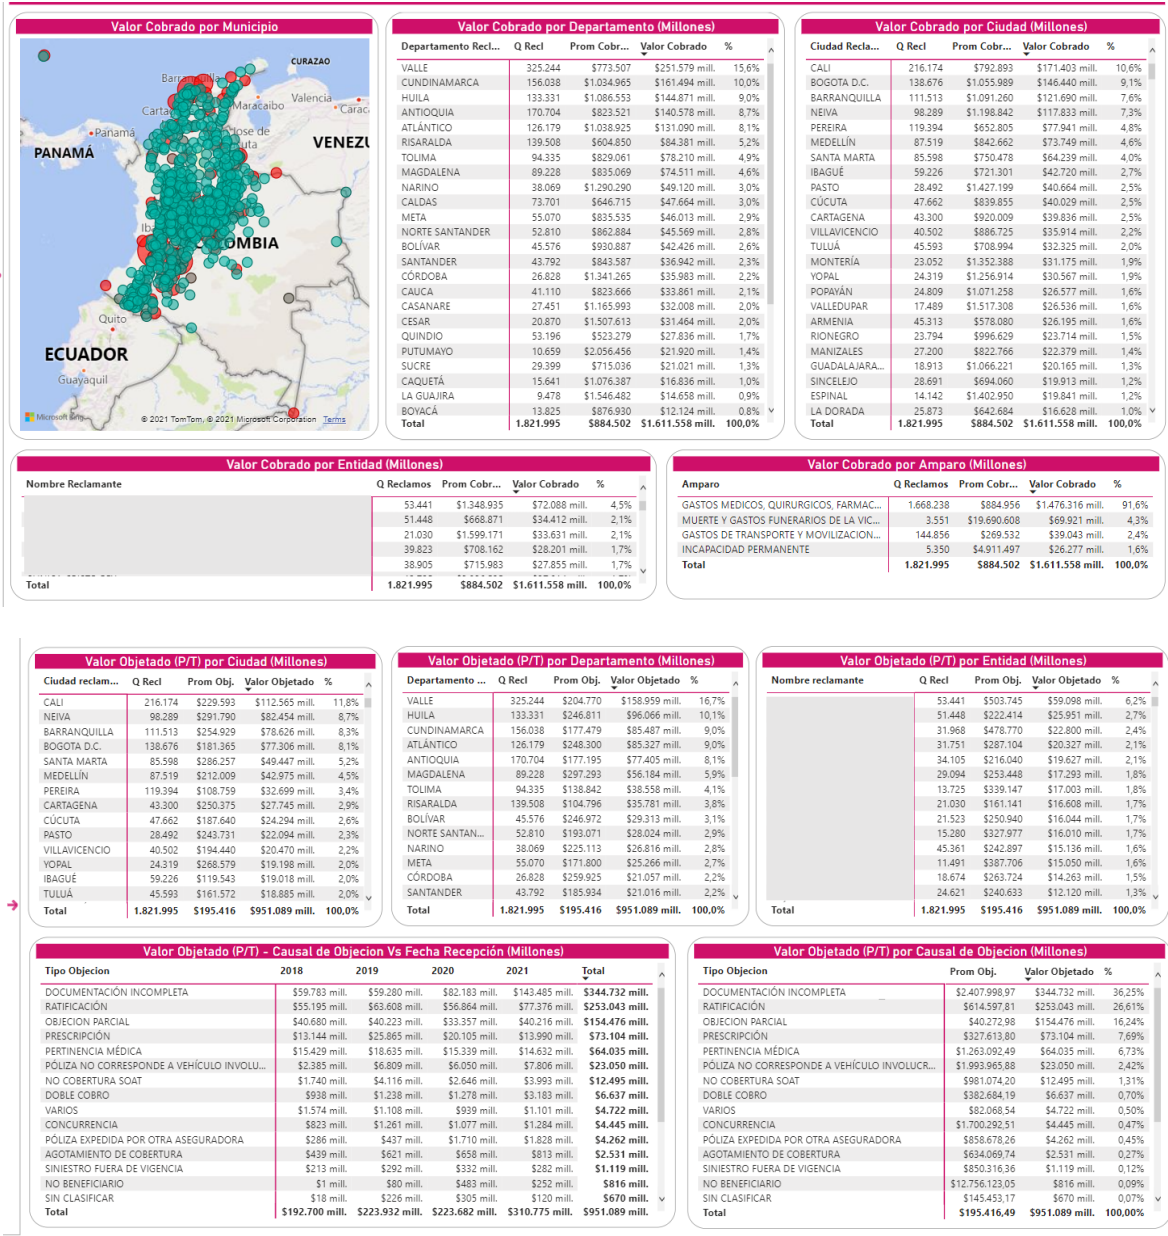 Valor Cobrado por Municipio
CURAZAO
Valencia
Maracaibo
Panamá
PANAMÁ
VENEZU
COLOMBIA
Quito
ECUADOR
Guayaquil
Microsoft Bing
© 2021 TomTom, © 2021 Microsoft Corporation Terms
Valor Cobrado por Departamento (Millones)
Departamento Recl... Q Recl Prom Cobr... Valor Cobrado %
VALLE 325.244 $773.507 $251.579 mill. 15,6%
CUNDINAMARCA 156.038 $1.034.965 $161.494 mill. 10,0%
HUILA 133.331 $1.086.553 $144.871 mill. 9,0%
ANTIOQUIA 170.704 $823.521 $140.578 mill. 8,7%
ATLÁNTICO 126.179 $1.038.925 $131.090 mill. 8,1%
RISARALDA 139.508 $604.850 $84.381 mill. 5,2%
TOLIMA 94.335 $829.061 $78.210 mill. 4,9%
MAGDALENA 89.228 $835.069 $74.511 mill. 4,6%
NARINO 38.069 $1.290.290 $49.120 mill. 3,0%
CALDAS 73.701 $646.715 $47.664 mill. 3,0%
META 55.070 $835.535 $46.013 mill. 2,9%
NORTE SANTANDER 52.810 $862.884 $45.569 mill. 2,8%
BOLÍVAR 45.576 $930.887 $42.426 mill. 2,6%
SANTANDER 43.792 $843.587 $36.942 mill. 2,3%
CÓRDOBA 26.828 $1.341.265 $35.983 mill. 2,2%
CAUCA 41.110 $823.666 $33.861 mill. 2,1%
CASANARE 27.451 $1.165.993 $32.008 mill. 2,0%
CESAR 20.870 $1.507.613 $31.464 mill. 2,0%
QUINDIO 53.196 $523.279 $27.836 mill. 1,7%
PUTUMAYO 10.659 $2.056.456 $21.920 mill. 1,4%
SUCRE 29.399 $715.036 $21.021 mill. 1,3%
CAQUETÁ 15.641 $1.076.387 $16.836 mill. 1,0%
LA GUAJIRA 9.478 $1.546.482 $14.658 mill. 0,9%
BOYACÁ 13.825 $876.930 $12.124 mill. 0,8%
Total 1.821.995 $884.502 $1.611.558 mill. 100,0%
Valor Cobrado por Ciudad (Millones)
Ciudad Recla... Q Recl Prom Cobr... Valor Cobrado %
CALI 216.174 $792.893 $171.403 mill. 10,6%
BOGOTA D.C. 138.676 $1.055.989 $146.440 mill. 9,1%
BARRANQUILLA 111.513 $1.091.260 $121.690 mill. 7,6%
NEIVA 98.289 $1.198.842 $117.833 mill. 7,3%
PEREIRA 119.394 $652.805 $77.941 mill. 4,8%
MEDELLÍN 87.519 $842.662 $73.749 mill. 4,6%
SANTA MARTA 85.598 $750.478 $64.239 mill. 4,0%
IBAGUÉ 59.226 $721.301 $42.720 mill. 2,7%
PASTO 28.492 $1.427.199 $40.664 mill. 2,5%
CÚCUTA 47.662 $839.855 $40.029 mill. 2,5%
CARTAGENA 43.300 $920.009 $39.836 mill. 2,5%
VILLAVICENCIO 40.502 $886.725 $35.914 mill. 2,2%
TULUÁ 45.593 $708.994 $32.325 mill. 2,0%
MONTERÍA 23.052 $1.352.388 $31.175 mill. 1,9%
YOPAL 24.319 $1.256.914 $30.567 mill. 1,9%
POPAYÁN 24.809 $1.071.258 $26.577 mill. 1,6%
VALLEDUPAR 17.489 $1.517.308 $26.536 mill. 1,6%
ARMENIA 45.313 $578.080 $26.195 mill. 1,6%
RIONEGRO 23.794 $996.629 $23.714 mill. 1,5%
MANIZALES 27.200 $822.766 $22.379 mill. 1,4%
GUADALAJARA... 18.913 $1.066.221 $20.165 mill. 1,3%
SINCELEJO 28.691 $694.060 $19.913 mill. 1,2%
ESPINAL 14.142 $1.402.950 $19.841 mill. 1,2%
LA DORADA 25.873 $642.684 $16.628 mill. 1,0%
Total 1.821.995 $884.502 $1.611.558 mill. 100,0%
Valor Cobrado por Entidad (Millones)
Nombre Reclamante Q Reclamos Prom Cobr... Valor Cobrado %
53.441 $1.348.935 $72.088 mill. 4,5%
51.448 $668.871 $34.412 mill. 2,1%
21.030 $1.599.171 $33.631 mill. 2,1%
39.823 $708.162 $28.201 mill. 1,7%
38.905 $715.983 $27.855 mill. 1,7%
Total 1.821.995 $884.502 $1.611.558 mill. 100,0%
Valor Cobrado por Amparo (Millones)
Amparo Q Reclamos Prom Cobr... Valor Cobrado %
GASTOS MEDICOS, QUIRURGICOS, FARMAC... 1.668.238 $884.956 $1.476.316 mill. 91,6%
MUERTE Y GASTOS FUNERARIOS DE LA VIC... 3.551 $19.690.608 $69.921 mill. 4,3%
GASTOS DE TRANSPORTE Y MOVILIZACION... 144.856 $269.532 $39.043 mill. 2,4%
INCAPACIDAD PERMANENTE 5.350 $4.911.497 $26.277 mill. 1,6%
Total 1.821.995 $884.502 $1.611.558 mill. 100,0%
Valor Objetado (P/T) por Ciudad (Millones)
Ciudad reclam... Q Recl Prom Obj. Valor Objetado %
CALI 216.174 $229.593 $112.565 mill. 11,8%
NEIVA 98.289 $291.790 $82.454 mill. 8,7%
BARRANQUILLA 111.513 $254.929 $78.626 mill. 8,3%
BOGOTA D.C. 138.676 $181.365 $77.306 mill. 8,1%
SANTA MARTA 85.598 $286.257 $49.447 mill. 5,2%
MEDELLÍN 87.519 $212.009 $42.975 mill. 4,5%
PEREIRA 119.394 $108.759 $32.699 mill. 3,4%
CARTAGENA 43.300 $250.375 $27.745 mill. 2,9%
CÚCUTA 47.662 $187.640 $24.294 mill. 2,6%
PASTO 28.492 $243.731 $22.094 mill. 2,3%
VILLAVICENCIO 40.502 $194.440 $20.470 mill. 2,2%
YOPAL 24.319 $268.579 $19.198 mill. 2,0%
IBAGUÉ 59.226 $119.543 $19.018 mill. 2,0%
TULUÁ 45.593 $161.572 $18.885 mill. 2,0%
Total 1.821.995 $195.416 $951.089 mill. 100,0%
Valor Objetado (P/T) por Departamento (Millones)
Departamento ... Q Recl Prom Obj. Valor Objetado %
VALLE 325.244 $204.770 $158.959 mill. 16,7%
HUILA 133.331 $246.811 $96.066 mill. 10,1%
CUNDINAMARCA 156.038 $177.479 $85.487 mill. 9,0%
ATLÁNTICO 126.179 $248.300 $85.327 mill. 9,0%
ANTIOQUIA 170.704 $177.195 $77.405 mill. 8,1%
MAGDALENA 89.228 $297.293 $56.184 mill. 5,9%
TOLIMA 94.335 $138.842 $38.558 mill. 4,1%
RISARALDA 139.508 $104.796 $35.781 mill. 3,8%
BOLÍVAR 45.576 $246.972 $29.313 mill. 3,1%
NORTE SANTAN... 52.810 $193.071 $28.024 mill. 2,9%
NARINO 38.069 $225.113 $26.816 mill. 2,8%
META 55.070 $171.800 $25.266 mill. 2,7%
CÓRDOBA 26.828 $259.925 $21.057 mill. 2,2%
SANTANDER 43.792 $185.934 $21.016 mill. 2,2%
Total 1.821.995 $195.416 $951.089 mill. 100,0%
Valor Objetado (P/T) por Entidad (Millones)
Nombre reclamante Q Recl Prom Obj. Valor Objetado %
53.441 $503.745 $59.098 mill. 6,2%
51.448 $222.414 $25.951 mill. 2,7%
31.968 $478.770 $22.800 mill. 2,4%
31.751 $287.104 $20.327 mill. 2,1%
34.105 $216.040 $19.627 mill. 2,1%
29.094 $253.448 $17.293 mill. 1,8%
13.725 $339.147 $17.003 mill. 1,8%
21.030 $161.141 $16.608 mill. 1,7%
21.523 $250.940 $16.044 mill. 1,7%
15.280 $327.977 $16.010 mill. 1,7%
45.361 $242.897 $15.136 mill. 1,6%
11.491 $387.706 $15.050 mill. 1,6%
18.674 $263.724 $14.263 mill. 1,5%
24.621 $240.633 $12.120 mill. 1,3%
Total 1.821.995 $195.416 $951.089 mill. 100,0%
Valor Objetado (P/T) - Causal de Objecion Vs Fecha Recepción (Millones)
Tipo Objecion 2018 2019 2020 2021 Total
DOCUMENTACIÓN INCOMPLETA $59.783 mill. $59.280 mill. $82.183 mill. $143.485 mill. $344.732 mill.
RATIFICACIÓN $55.195 mill. $63.608 mill. $56.864 mill. $77.376 mill. $253.043 mill.
OBJECION PARCIAL $40.680 mill. $40.223 mill. $33.357 mill. $40.216 mill. $154.476 mill.
PRESCRIPCIÓN $13.144 mill. $25.865 mill. $20.105 mill. $13.990 mill. $73.104 mill.
PERTINENCIA MÉDICA $15.429 mill. $18.635 mill. $15.339 mill. $14.632 mill. $64.035 mill.
PÓLIZA NO CORRESPONDE A VEHÍCULO INVOLU... $2.385 mill. $6.809 mill. $6.050 mill. $7.806 mill. $23.050 mill.
NO COBERTURA SOAT $1.740 mill. $4.116 mill. $2.646 mill. $3.993 mill. $12.495 mill.
DOBLE COBRO $938 mill. $1.238 mill. $1.278 mill. $3.183 mill. $6.637 mill.
VARIOS $1.574 mill. $1.108 mill. $939 mill. $1.101 mill. $4.722 mill.
CONCURRENCIA $823 mill. $1.261 mill. $1.077 mill. $1.284 mill. $4.445 mill.
PÓLIZA EXPEDIDA POR OTRA ASEGURADORA $286 mill. $437 mill. $1.710 mill. $1.828 mill. $4.262 mill.
AGOTAMIENTO DE COBERTURA $439 mill. $621 mill. $658 mill. $813 mill. $2.531 mill.
SINIESTRO FUERA DE VIGENCIA $213 mill. $292 mill. $332 mill. $282 mill. $1.119 mill.
NO BENEFICIARIO $1 mill. $80 mill. $483 mill. $252 mill. $816 mill.
SIN CLASIFICAR $18 mill. $226 mill. $305 mill. $120 mill. $670 mill.
Total $192.700 mill. $223.932 mill. $223.682 mill. $310.775 mill. $951.089 mill.
Valor Objetado (P/T) por Causal de Objecion (Millones)
Tipo Objecion Prom Obj. Valor Objetado %
DOCUMENTACIÓN INCOMPLETA $2.407.998,97 $344.732 mill. 36,25%
RATIFICACIÓN $614.597,81 $253.043 mill. 26,61%
OBJECION PARCIAL $40.272,98 $154.476 mill. 16,24%
PRESCRIPCIÓN $327.613,80 $73.104 mill. 7,69%
PERTINENCIA MÉDICA $1.263.092,49 $64.035 mill. 6,73%
PÓLIZA NO CORRESPONDE A VEHÍCULO INVOLUCR... $1.993.965,88 $23.050 mill. 2,42%
NO COBERTURA SOAT $981.074,20 $12.495 mill. 1,31%
DOBLE COBRO $382.684,19 $6.637 mill. 0,70%
VARIOS $82.068,54 $4.722 mill. 0,50%
CONCURRENCIA $1.700.292,51 $4.445 mill. 0,47%
PÓLIZA EXPEDIDA POR OTRA ASEGURADORA $858.678,26 $4.262 mill. 0,45%
AGOTAMIENTO DE COBERTURA $634.069,74 $2.531 mill. 0,27%
SINIESTRO FUERA DE VIGENCIA $850.316,36 $1.119 mill. 0,12%
NO BENEFICIARIO $12.756.123,05 $816 mill. 0,09%
SIN CLASIFICAR $145.453,17 $670 mill. 0,07%
Total $195.416,49 $951.089 mill. 100,00%